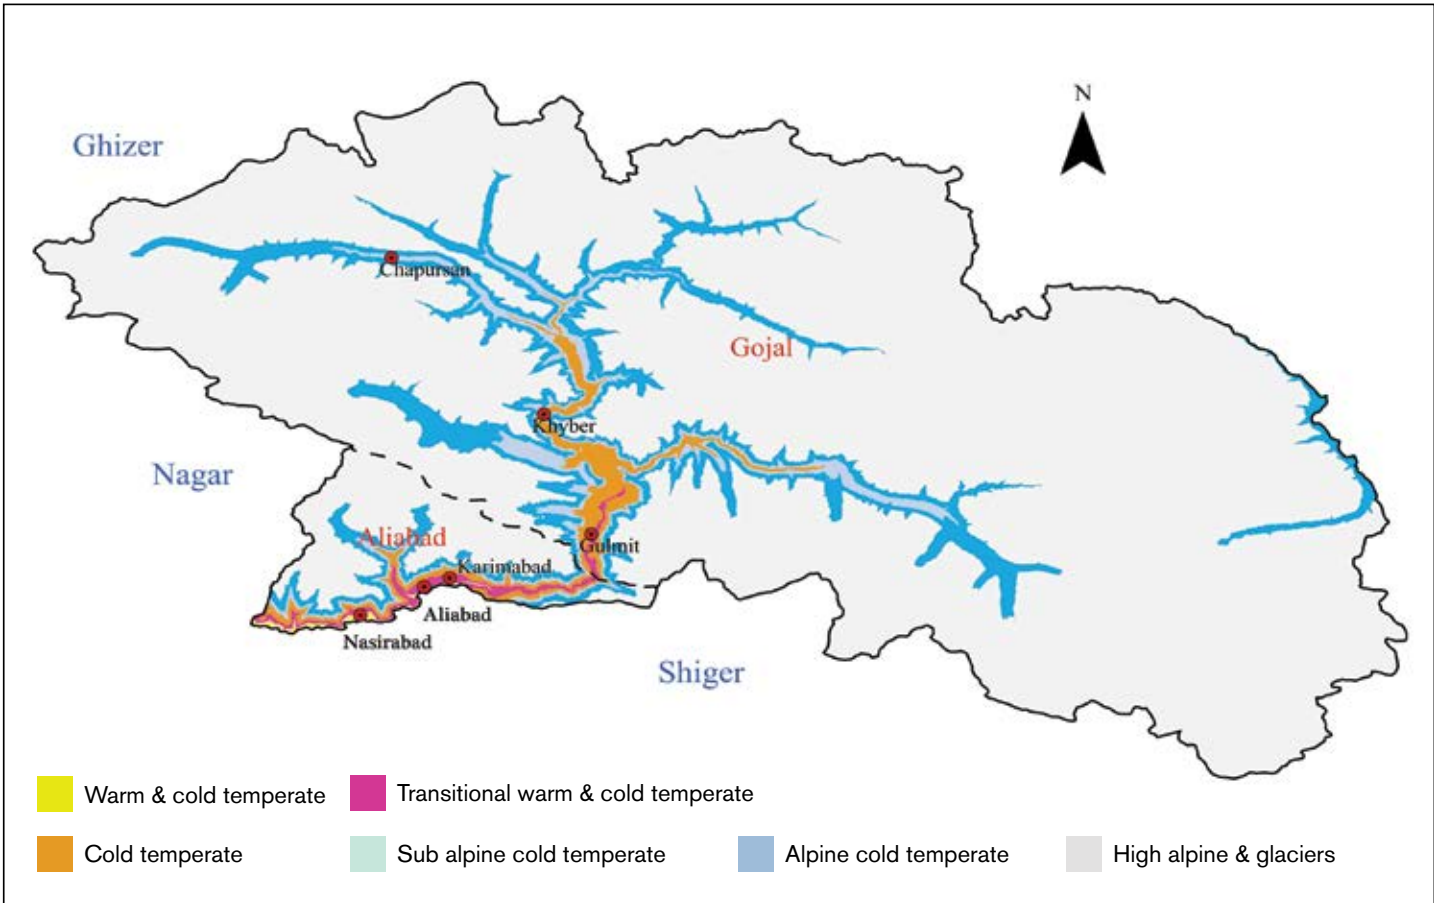 N
Ghizer
Chapursan
Gojal
Khyber
Nagar
Aliabad
Gulmit
Karimabad
Aliabad
Nasirabad
Shiger
Warm & cold temperate
Transitional warm & cold temperate
Cold temperate
Sub alpine cold temperate
Alpine cold temperate
High alpine & glaciers